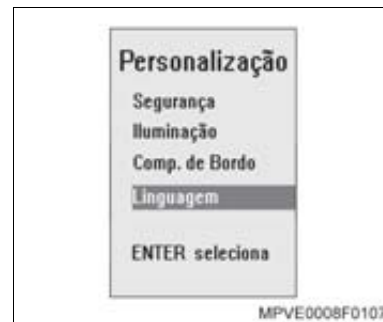 Personalização
Segurança
Iluminação
Comp. de Bordo
Linguagem
ENTER seleciona
MPVE0008F0107